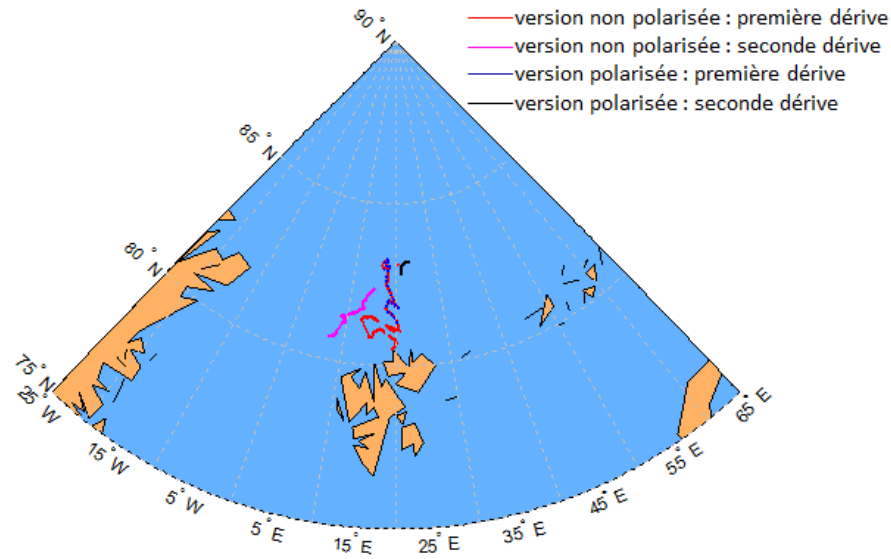 version non polarisée : première dérive
version non polarisée : seconde dérive
version polarisée : première dérive
version polarisée : seconde dérive
90°N
85°N
80°N
75°N
25°W
15°W
5°W
5°E
15°E
25°E
35°E
45°E
55°E
65°E